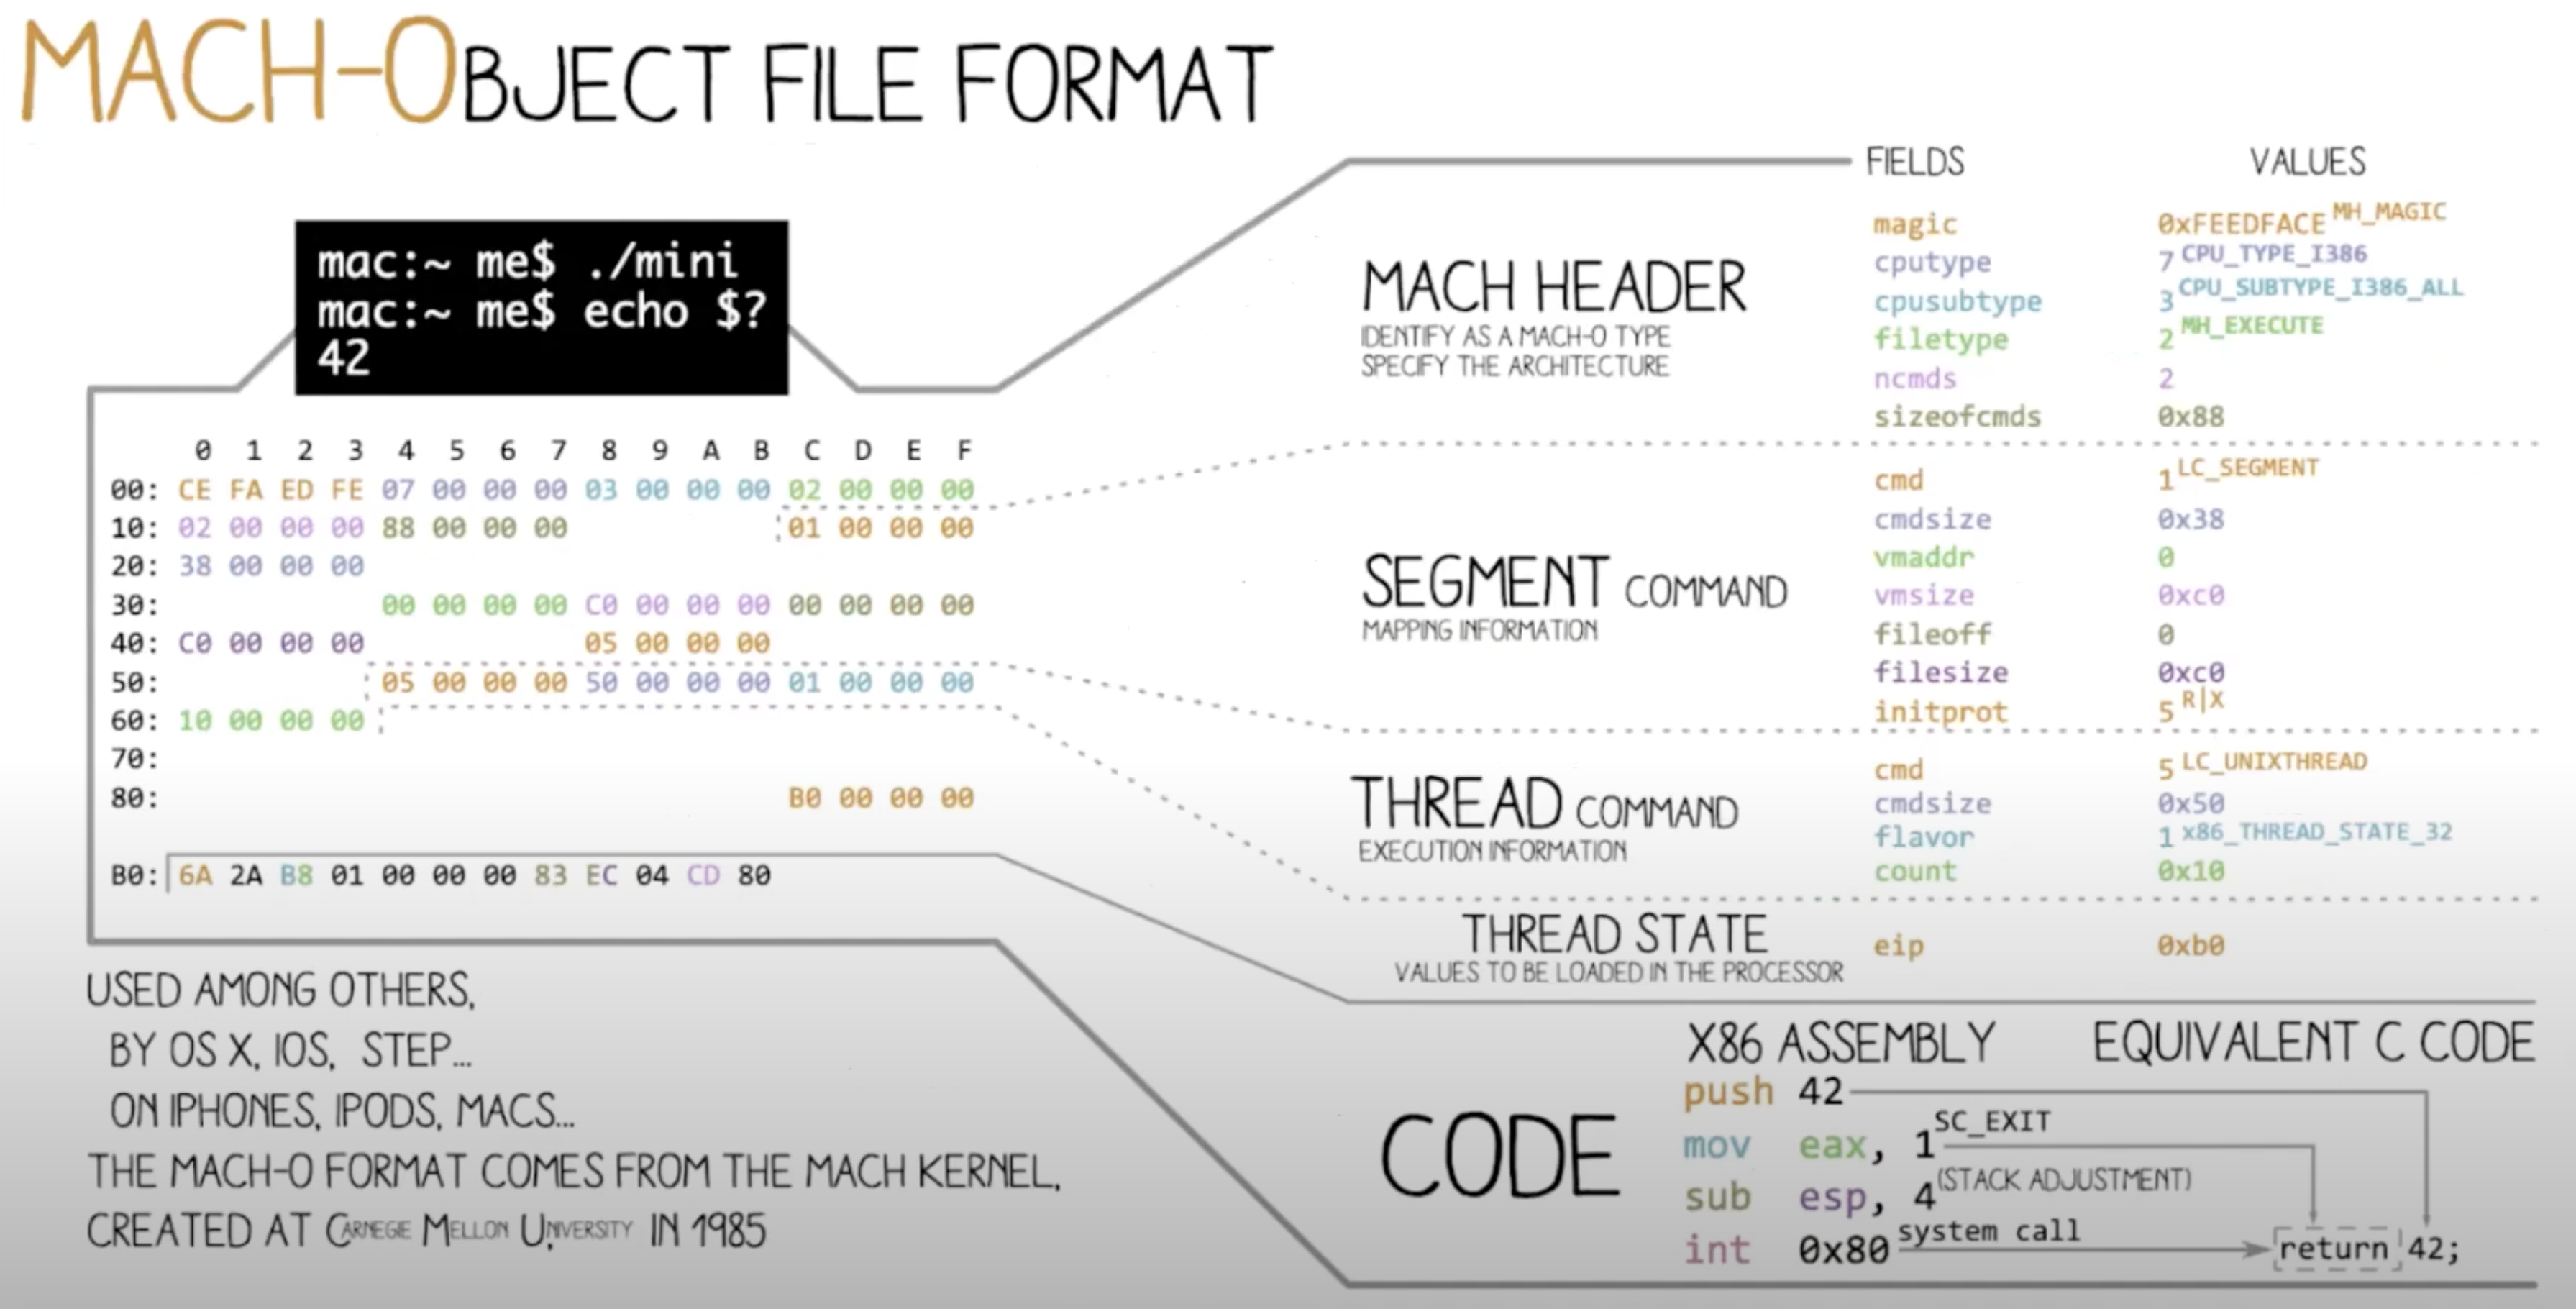 MACH-OBJECT FILE FORMAT
mac:~ me$ ./mini
mac:~ me$ echo $?
42
0 1 2 3 4 5 6 7 8 9 A B C D E F
00: CE FA ED FE 07 00 00 00 03 00 00 00 02 00 00 00
10: 02 00 00 00 88 00 00 00 01 00 00 00
20: 38 00 00 00
30: 00 00 00 00 C0 00 00 00 00 00 00 00
40: C0 00 00 00 05 00 00 00
50: 05 00 00 00 50 00 00 00 01 00 00 00
60: 10 00 00 00
70:
80: B0 00 00 00
B0: 6A 2A B8 01 00 00 00 83 EC 04 CD 80
USED AMONG OTHERS,
BY OS X, IOS, STEP...
ON IPHONES, IPODS, MACS...
THE MACH-O FORMAT COMES FROM THE MACH KERNEL,
CREATED AT CARNEGIE MELLON UNIVERSITY IN 1985
FIELDS VALUES
MACH HEADER
IDENTIFY AS A MACH-O TYPE
SPECIFY THE ARCHITECTURE
magic 0xFEEDFACE MH_MAGIC
cputype 7 CPU_TYPE_I386
cpusubtype 3 CPU_SUBTYPE_I386_ALL
filetype 2 MH_EXECUTE
ncmds 2
sizeofcmds 0x88
SEGMENT COMMAND
MAPPING INFORMATION
cmd 1 LC_SEGMENT
cmdsize 0x38
vmaddr 0
vmsize 0xc0
fileoff 0
filesize 0xc0
initprot 5 R|X
THREAD COMMAND
EXECUTION INFORMATION
cmd 5 LC_UNIXTHREAD
cmdsize 0x50
flavor 1 x86_THREAD_STATE_32
count 0x10
THREAD STATE
VALUES TO BE LOADED IN THE PROCESSOR
eip 0xb0
CODE
X86 ASSEMBLY EQUIVALENT C CODE
push 42
mov eax, 1 SC_EXIT
sub esp, 4 (STACK ADJUSTMENT)
int 0x80 system call return 42;